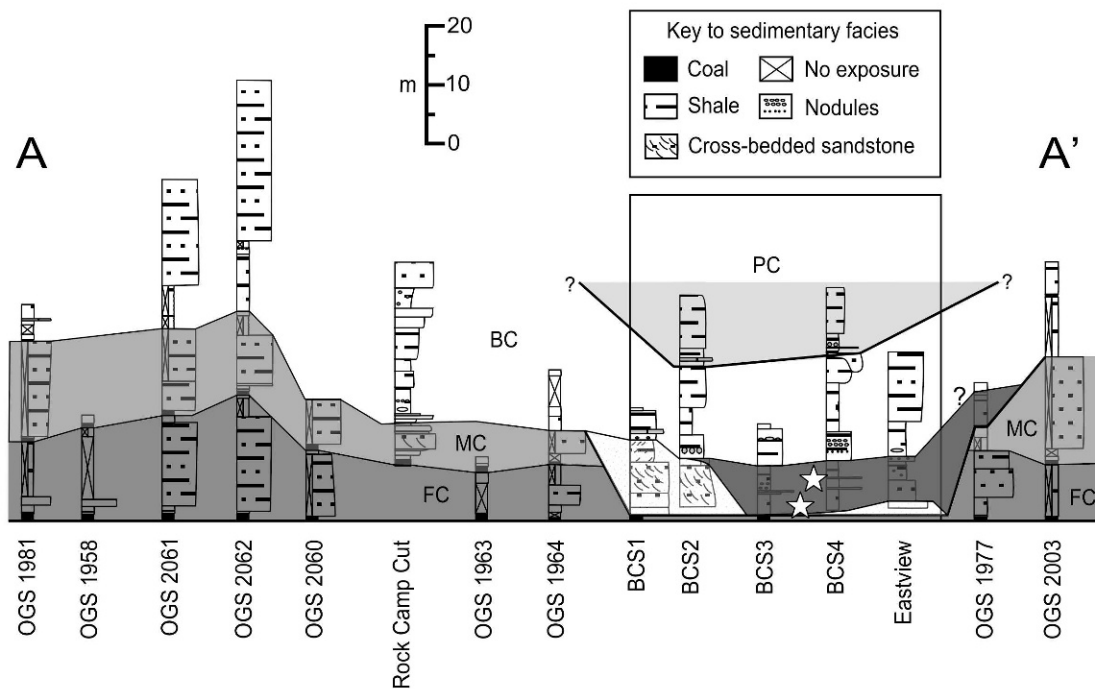 20
10
m
0
Key to sedimentary facies
Coal
No exposure
Shale
Nodules
Cross-bedded sandstone
A
A’
PC
?
?
BC
?
MC
MC
FC
FC
OGS 1981
OGS 1958
OGS 2061
OGS 2062
OGS 2060
Rock Camp Cut
OGS 1963
OGS 1964
BCS1
BCS2
BCS3
BCS4
Eastview
OGS 1977
OGS 2003